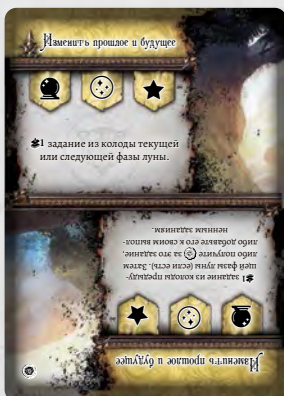 Изменить прошлое и будущее
1 задание из колоды текущей
или следующей фазы луны.
Изменить прошлое и будущее
1 задание из колоды предыду-
щей фазы луны (если есть). Затем
либо получите за это задание,
либо добавьте его к своим выпол-
ненным заданиям.